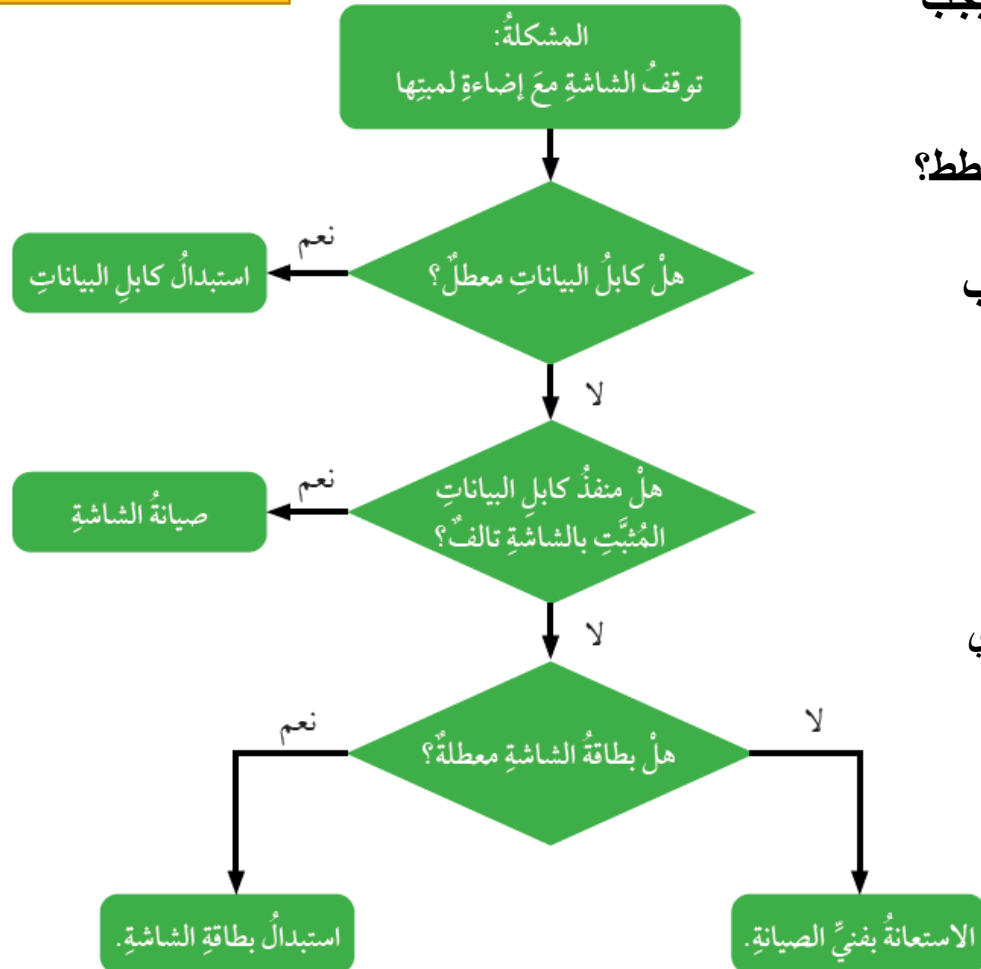 المشكلةُ:
توقفُ الشاشةِ معَ إضاءةِ لمبتِها
طط؟
هلْ كابلُ البياناتِ معطلٌ؟
نعم
استبدالُ كابلِ البياناتِ
لا
هلْ منفذُ كابلِ البياناتِ
المُثبَّتِ بالشاشةِ تالفٌ؟
نعم
صيانةُ الشاشةِ
لا
هلْ بطاقةُ الشاشةِ معطلةٌ؟
لا
نعم
الاستعانةُ بفنيِّ الصيانةِ.
استبدالُ بطاقةِ الشاشةِ.